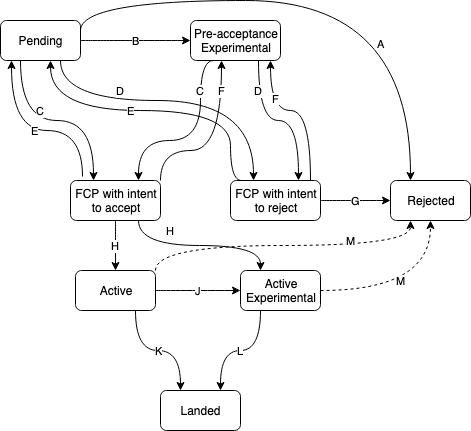 Pending
Pre-acceptance
Experimental
B
A
C
D
E
C
F
D
F
E
FCP with intent
to accept
FCP with intent
to reject
G
Rejected
H
H
M
Active
J
Active
Experimental
M
K
L
Landed